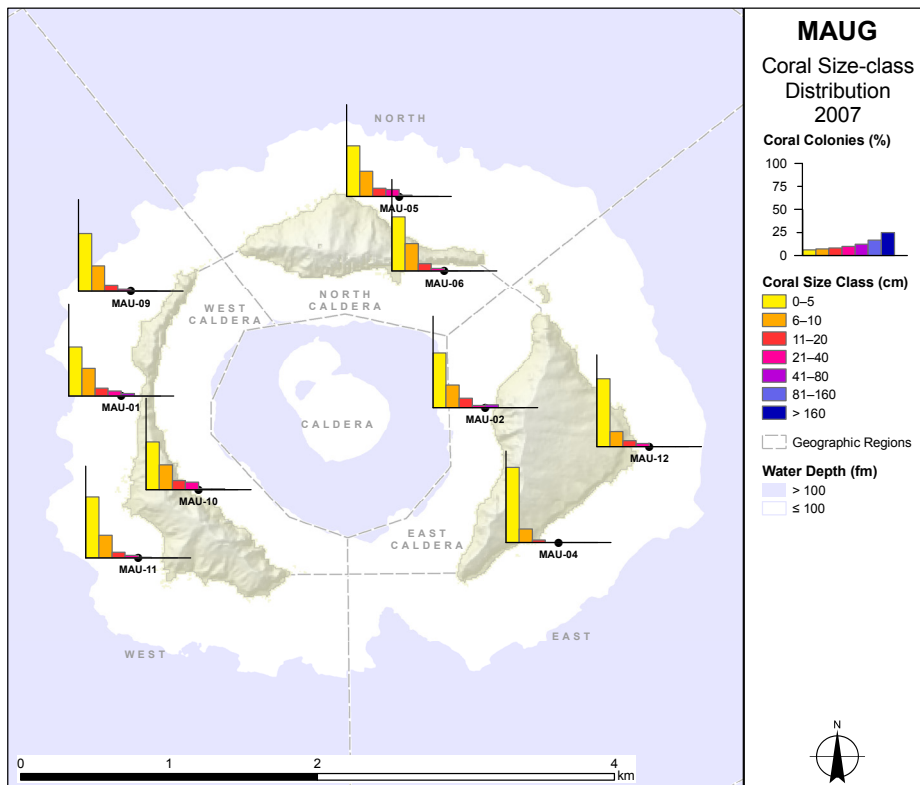 MAUG
Coral Size-class
Distribution
2007
Coral Colonies (%)
100
75
50
25
0
Coral Size Class (cm)
0–5
6–10
11–20
21–40
41–80
81–160
> 160
Geographic Regions
Water Depth (fm)
> 100
≤ 100
N
NORTH
MAU-05
MAU-06
MAU-09
WEST
CALDERA
NORTH
CALDERA
MAU-01
MAU-02
CALDERA
MAU-12
MAU-10
EAST
CALDERA
MAU-04
MAU-11
WEST
EAST
0
1
2
4
km